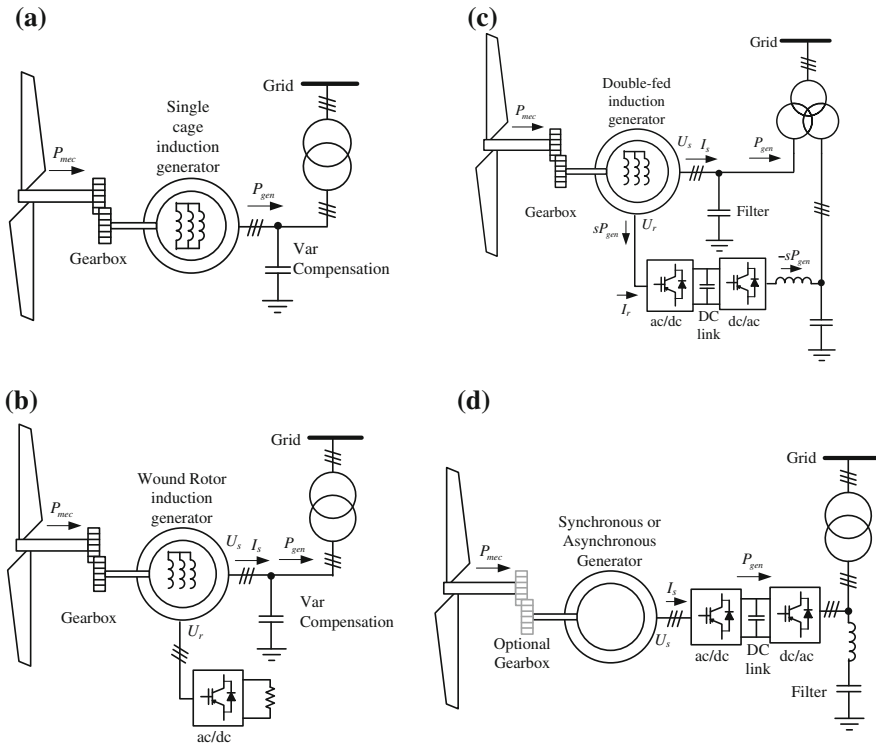 (a)
Grid
Single
cage
induction
generator
P_mec
P_gen
Gearbox
Var
Compensation
(c)
Grid
Double-fed
induction
generator
P_mec
U_s I_s
P_gen
Gearbox
Filter
sP_gen
U_r
−sP_gen
I_r
ac/dc
DC
link
dc/ac
(b)
Grid
Wound Rotor
induction
generator
P_mec
U_s I_s
P_gen
Gearbox
Var
Compensation
U_r
ac/dc
(d)
Grid
Synchronous or
Asynchronous
Generator
P_mec
I_s
P_gen
Optional
Gearbox
U_s
ac/dc
DC
link
dc/ac
Filter